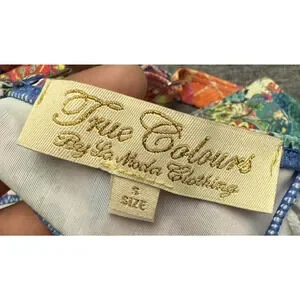 True Colours
By La Moda Clothing
S
SIZE